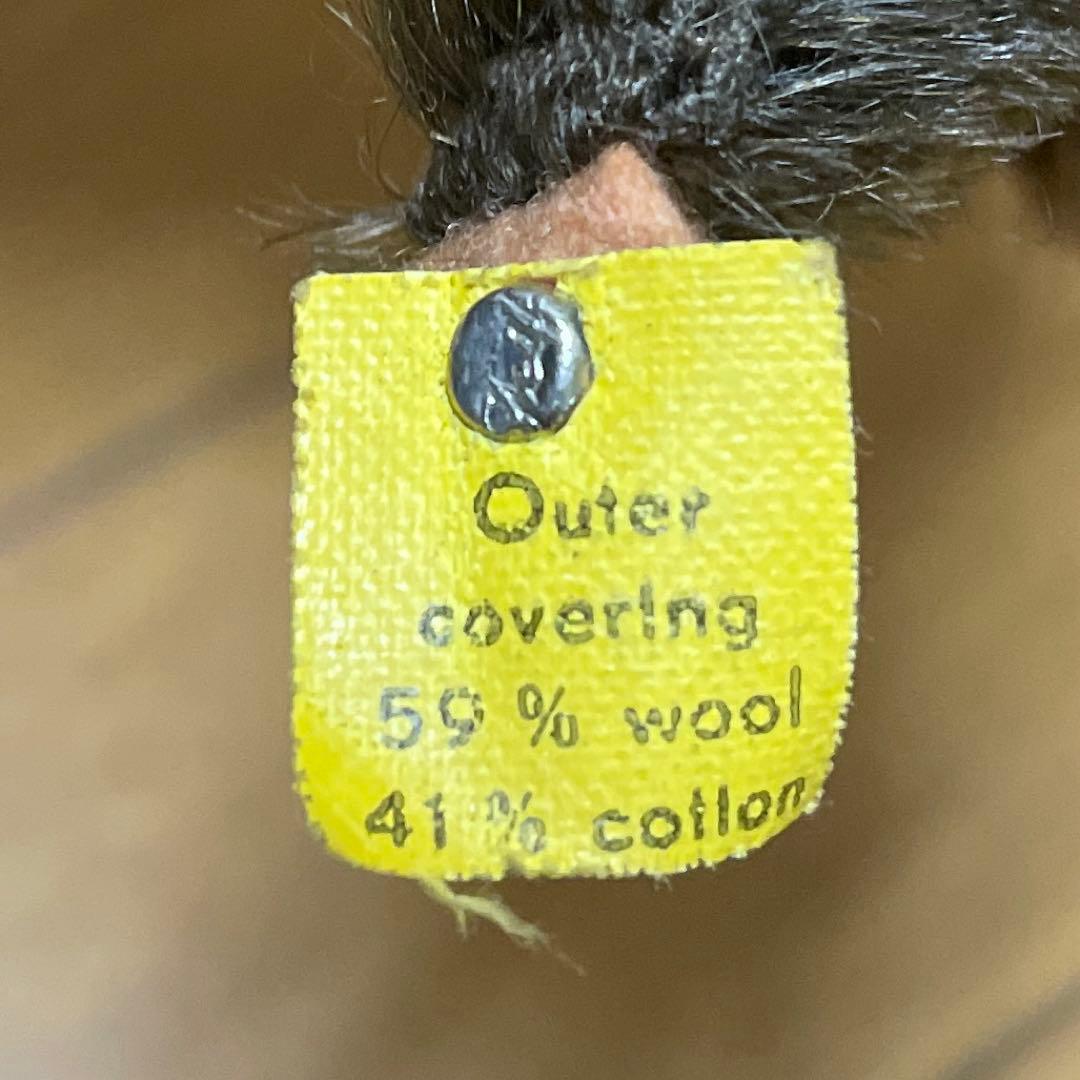 Outer
covering
59 % wool
41 % cotton